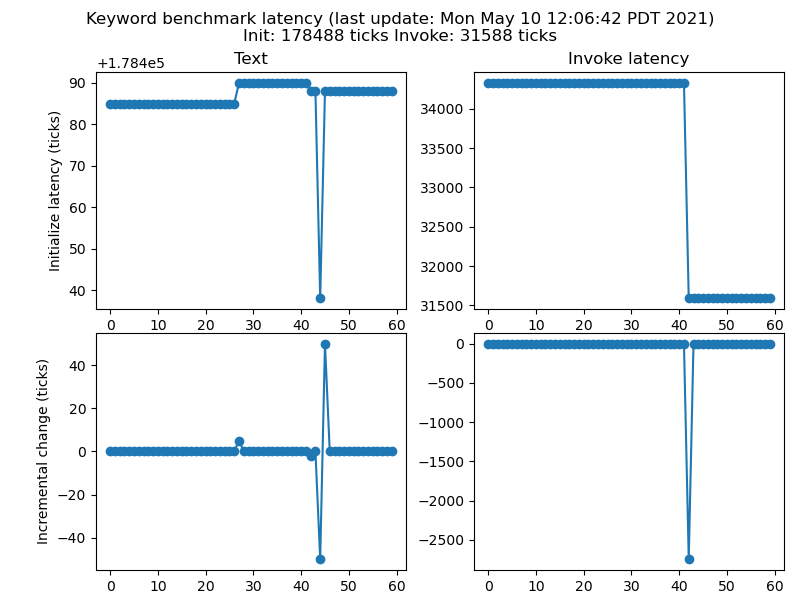 Keyword benchmark latency (last update: Mon May 10 12:06:42 PDT 2021)
Init: 178488 ticks Invoke: 31588 ticks
Text
+1.784e5
Initialize latency (ticks)
90
80
70
60
50
40
0 10 20 30 40 50 60
Invoke latency
34000
33500
33000
32500
32000
31500
0 10 20 30 40 50 60
Incremental change (ticks)
40
20
0
−20
−40
0 10 20 30 40 50 60
0
−500
−1000
−1500
−2000
−2500
0 10 20 30 40 50 60